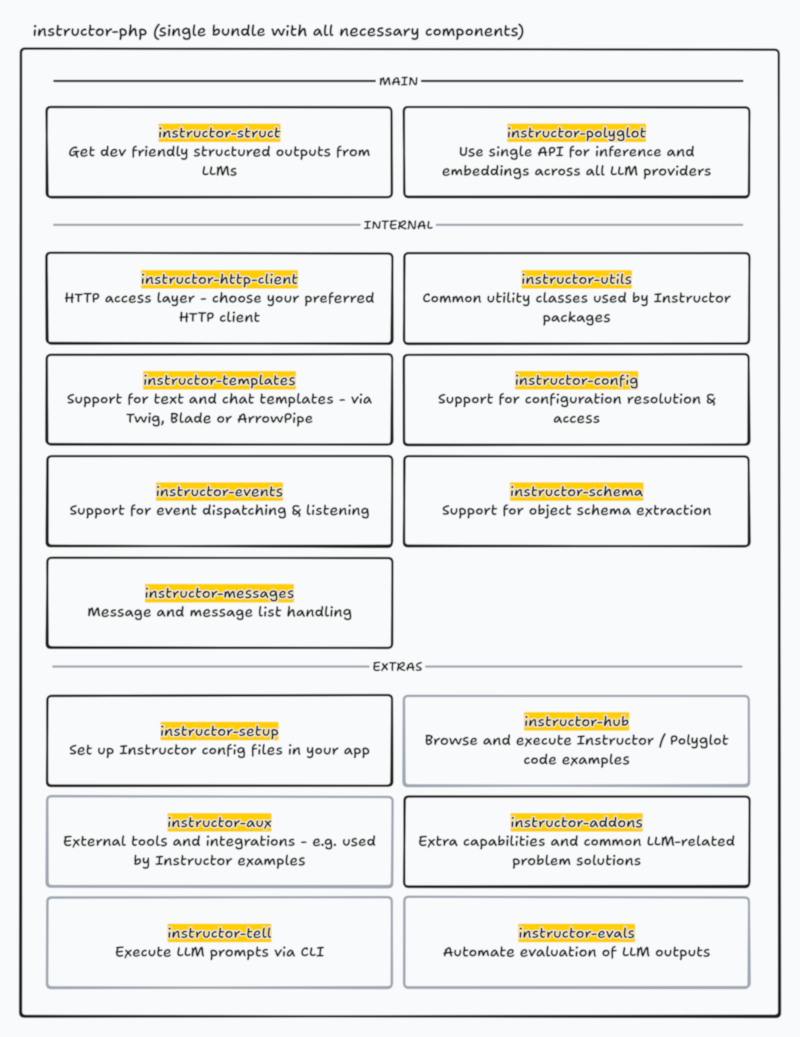 instructor-php (single bundle with all necessary components)
MAIN
instructor-struct
Get dev friendly structured outputs from
LLMs
instructor-polyglot
Use single API for inference and
embeddings across all LLM providers
INTERNAL
instructor-http-client
HTTP access layer - choose your preferred
HTTP client
instructor-utils
Common utility classes used by Instructor
packages
instructor-templates
Support for text and chat templates - via
Twig, Blade or ArrowPipe
instructor-config
Support for configuration resolution &
access
instructor-events
Support for event dispatching & listening
instructor-schema
Support for object schema extraction
instructor-messages
Message and message list handling
EXTRAS
instructor-setup
Set up Instructor config files in your app
instructor-hub
Browse and execute Instructor / Polyglot
code examples
instructor-aux
External tools and integrations - e.g. used
by Instructor examples
instructor-addons
Extra capabilities and common LLM-related
problem solutions
instructor-tell
Execute LLM prompts via CLI
instructor-evals
Automate evaluation of LLM outputs